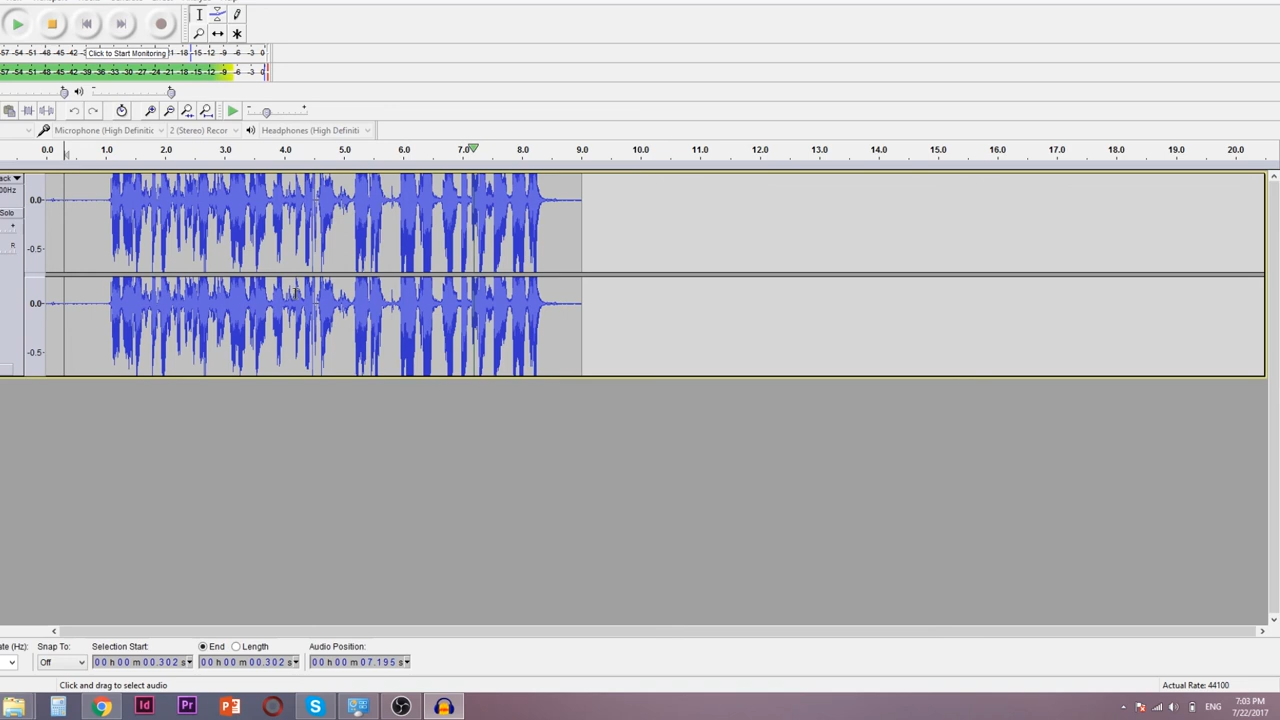 -57 -54 -51 -48 -45 -42 Click to Start Monitoring -18 -15 -12 -9 -6 -3 0
-57 -54 -51 -48 -45 -42 -39 -36 -33 -30 -27 -24 -21 -18 -15 -12 -9 -6 -3 0
Microphone (High Definitic 2 (Stereo) Recor Headphones (High Definiti
0.0 1.0 2.0 3.0 4.0 5.0 6.0 7.0 8.0 9.0 10.0 11.0 12.0 13.0 14.0 15.0 16.0 17.0 18.0 19.0 20.0
ack
00Hz
0.0
Solo
R
-0.5
0.0
-0.5
ate (Hz): Snap To: Selection Start: End Length Audio Position:
Off 00 h 00 m 00.302 s 00 h 00 m 00.302 s 00 h 00 m 07.195
Click and drag to select audio Actual Rate: 44100
Id Pr ENG 7:03 PM
7/22/2017